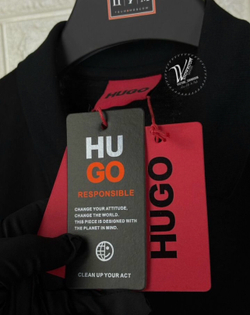 HU
GO
RESPONSIBLE
CHANGE YOUR ATTITUDE.
CHANGE THE WORLD.
THIS PIECE IS DESIGNED WITH
THE PLANET IN MIND.
CLEAN UP YOUR ACT
HUGO
HUGO